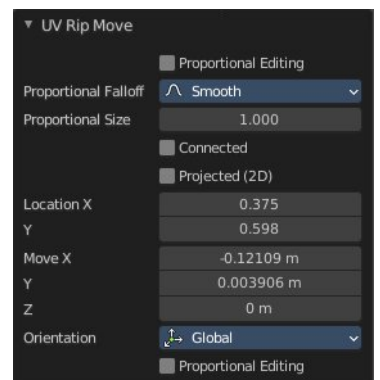 UV Rip Move
Proportional Editing
Proportional Falloff Smooth
Proportional Size 1.000
Connected
Projected (2D)
Location X 0.375
Y 0.598
Move X -0.12109 m
Y 0.003906 m
Z 0 m
Orientation Global
Proportional Editing